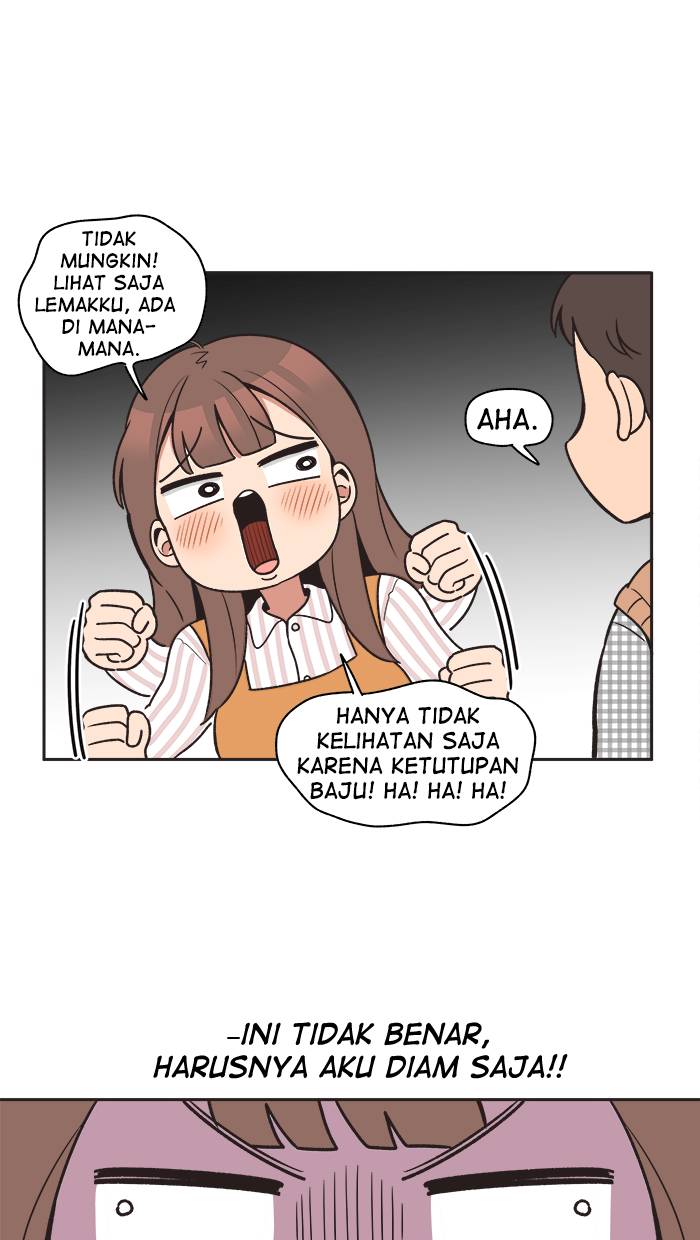 TIDAK
MUNGKIN!
LIHAT SAJA
LEMAKKU, ADA
DI MANA-
MANA.
AHA.
HANYA TIDAK
KELIHATAN SAJA
KARENA KETUTUPAN
BAJU! HA! HA! HA!
–INI TIDAK BENAR,
HARUSNYA AKU DIAM SAJA!!